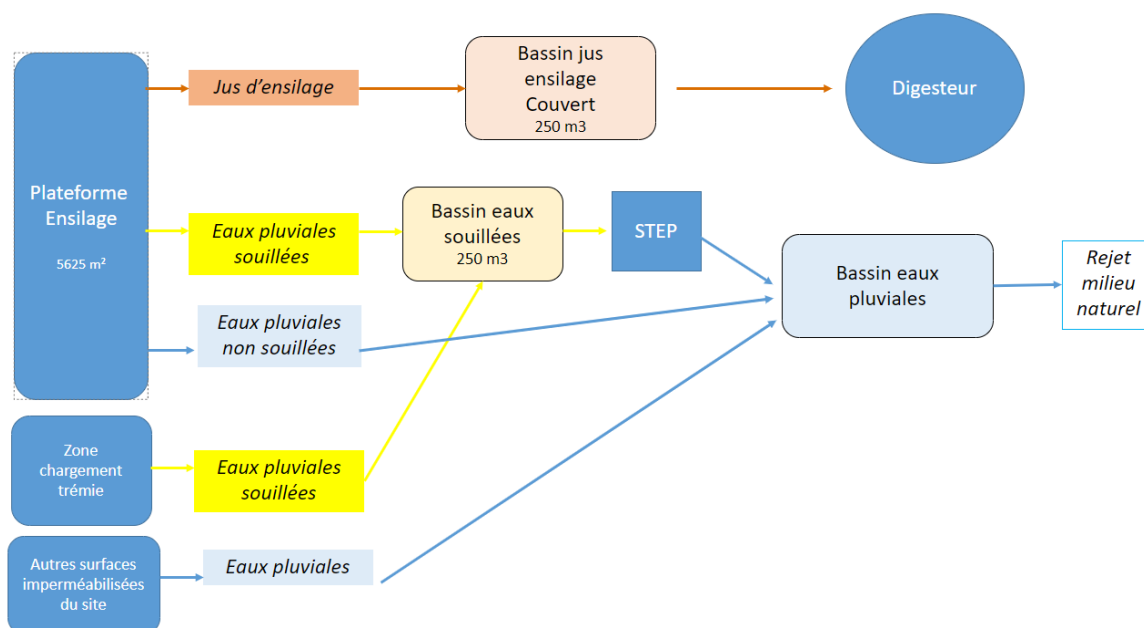 Plateforme
Ensilage
5625 m²
Jus d’ensilage
Bassin jus
ensilage
Couvert
250 m3
Digesteur
Eaux pluviales
souillées
Bassin eaux
souillées
250 m3
STEP
Eaux pluviales
non souillées
Bassin eaux
pluviales
Rejet
milieu
naturel
Zone
chargement
trémie
Eaux pluviales
souillées
Autres surfaces
imperméabilisées
du site
Eaux pluviales